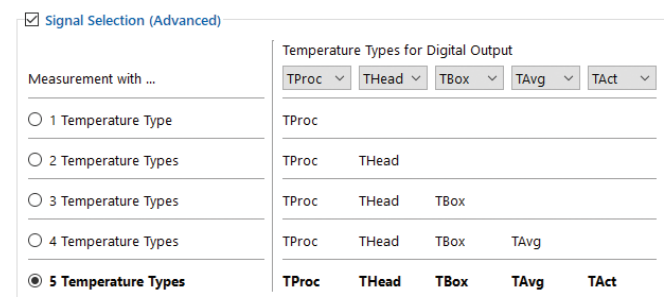 Signal Selection (Advanced)
Temperature Types for Digital Output
Measurement with ... TProc THead TBox TAvg TAct
1 Temperature Type TProc
2 Temperature Types TProc THead
3 Temperature Types TProc THead TBox
4 Temperature Types TProc THead TBox TAvg
5 Temperature Types TProc THead TBox TAvg TAct